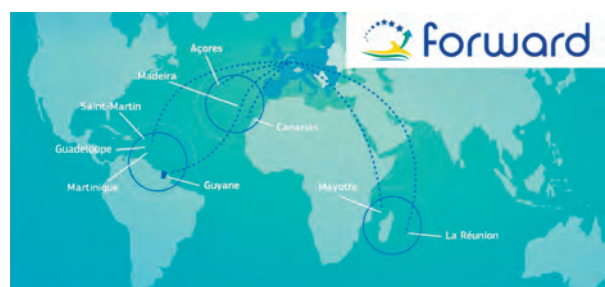 forward
Açores
Madeira
Saint-Martin
Canarias
Guadeloupe
Martinique
Guyane
Mayotte
La Réunion